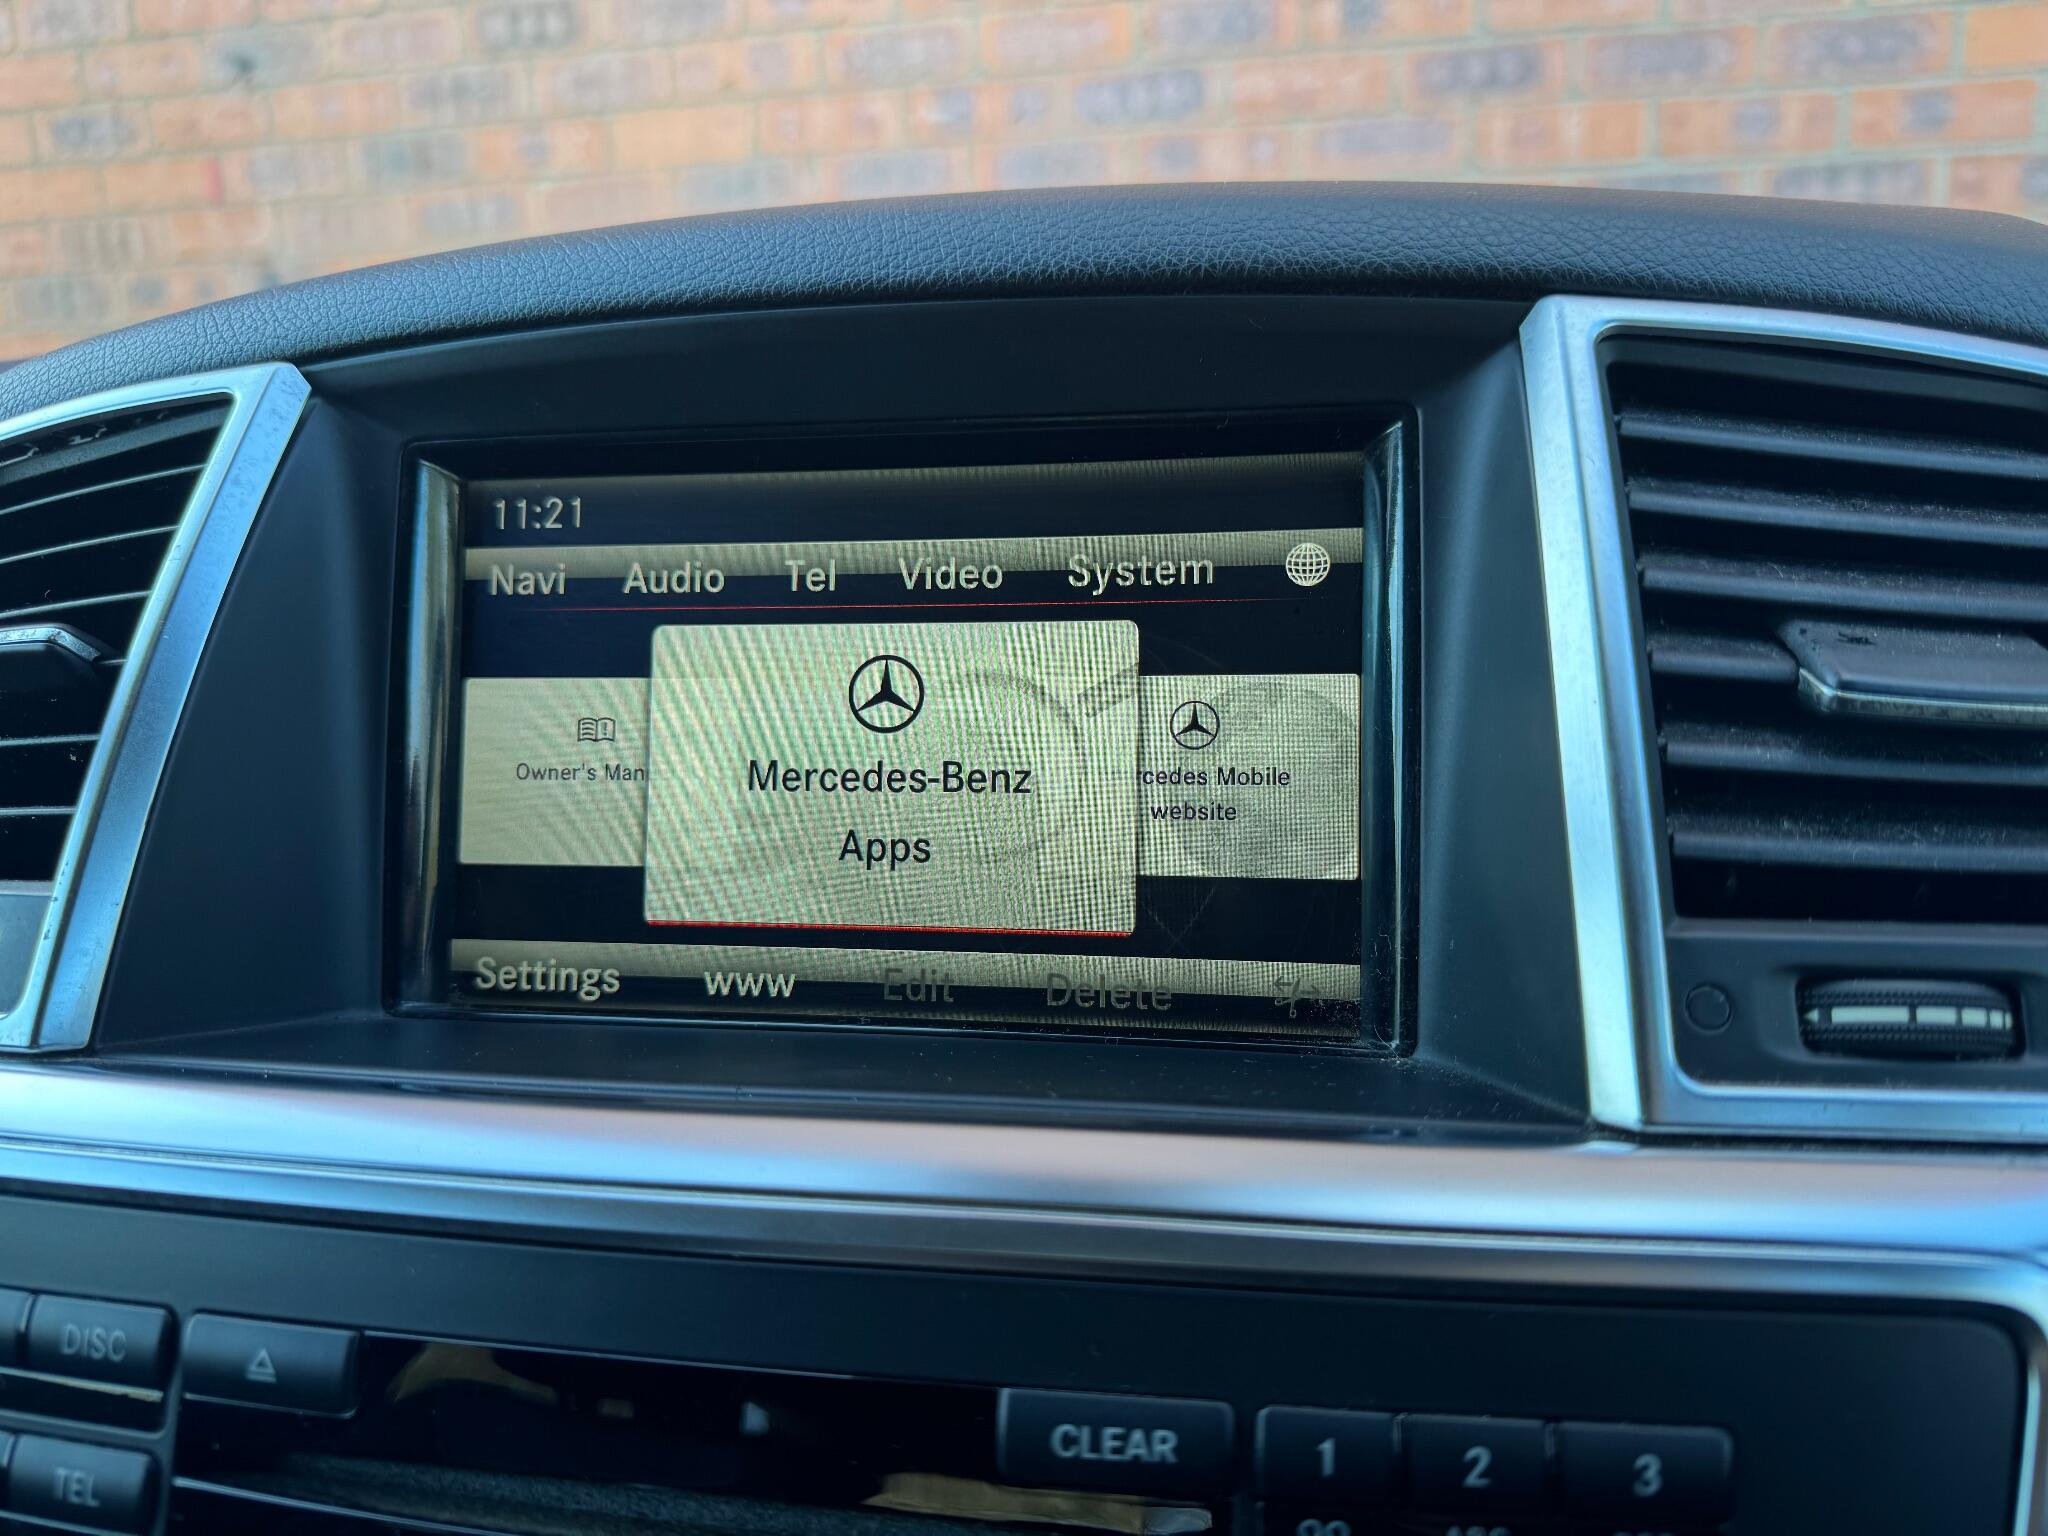 11:21
Navi Audio Tel Video System
Owner's Man
Mercedes-Benz
Apps
rcedes Mobile
website
Settings www Edit Delete
DISC
CLEAR 1 2 3
TEL